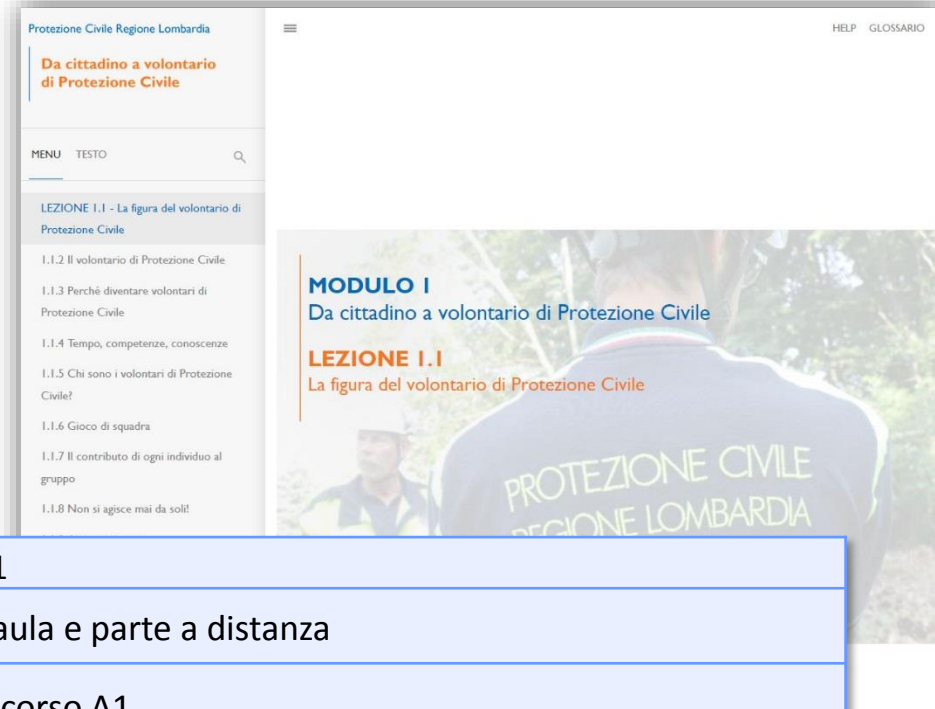 Protezione Civile Regione Lombardia
HELP GLOSSARIO
Da cittadino a volontario
di Protezione Civile
MENU TESTO
LEZIONE 1.1 - La figura del volontario di
Protezione Civile
1.1.2 Il volontario di Protezione Civile
1.1.3 Perché diventare volontari di
Protezione Civile
1.1.4 Tempo, competenze, conoscenze
1.1.5 Chi sono i volontari di Protezione
Civile?
1.1.6 Gioco di squadra
1.1.7 Il contributo di ogni individuo al
gruppo
1.1.8 Non si agisce mai da soli!
MODULO 1
Da cittadino a volontario di Protezione Civile
LEZIONE 1.1
La figura del volontario di Protezione Civile
PROTEZIONE CIVILE
REGIONE LOMBARDIA
1
aula e parte a distanza
corso A1